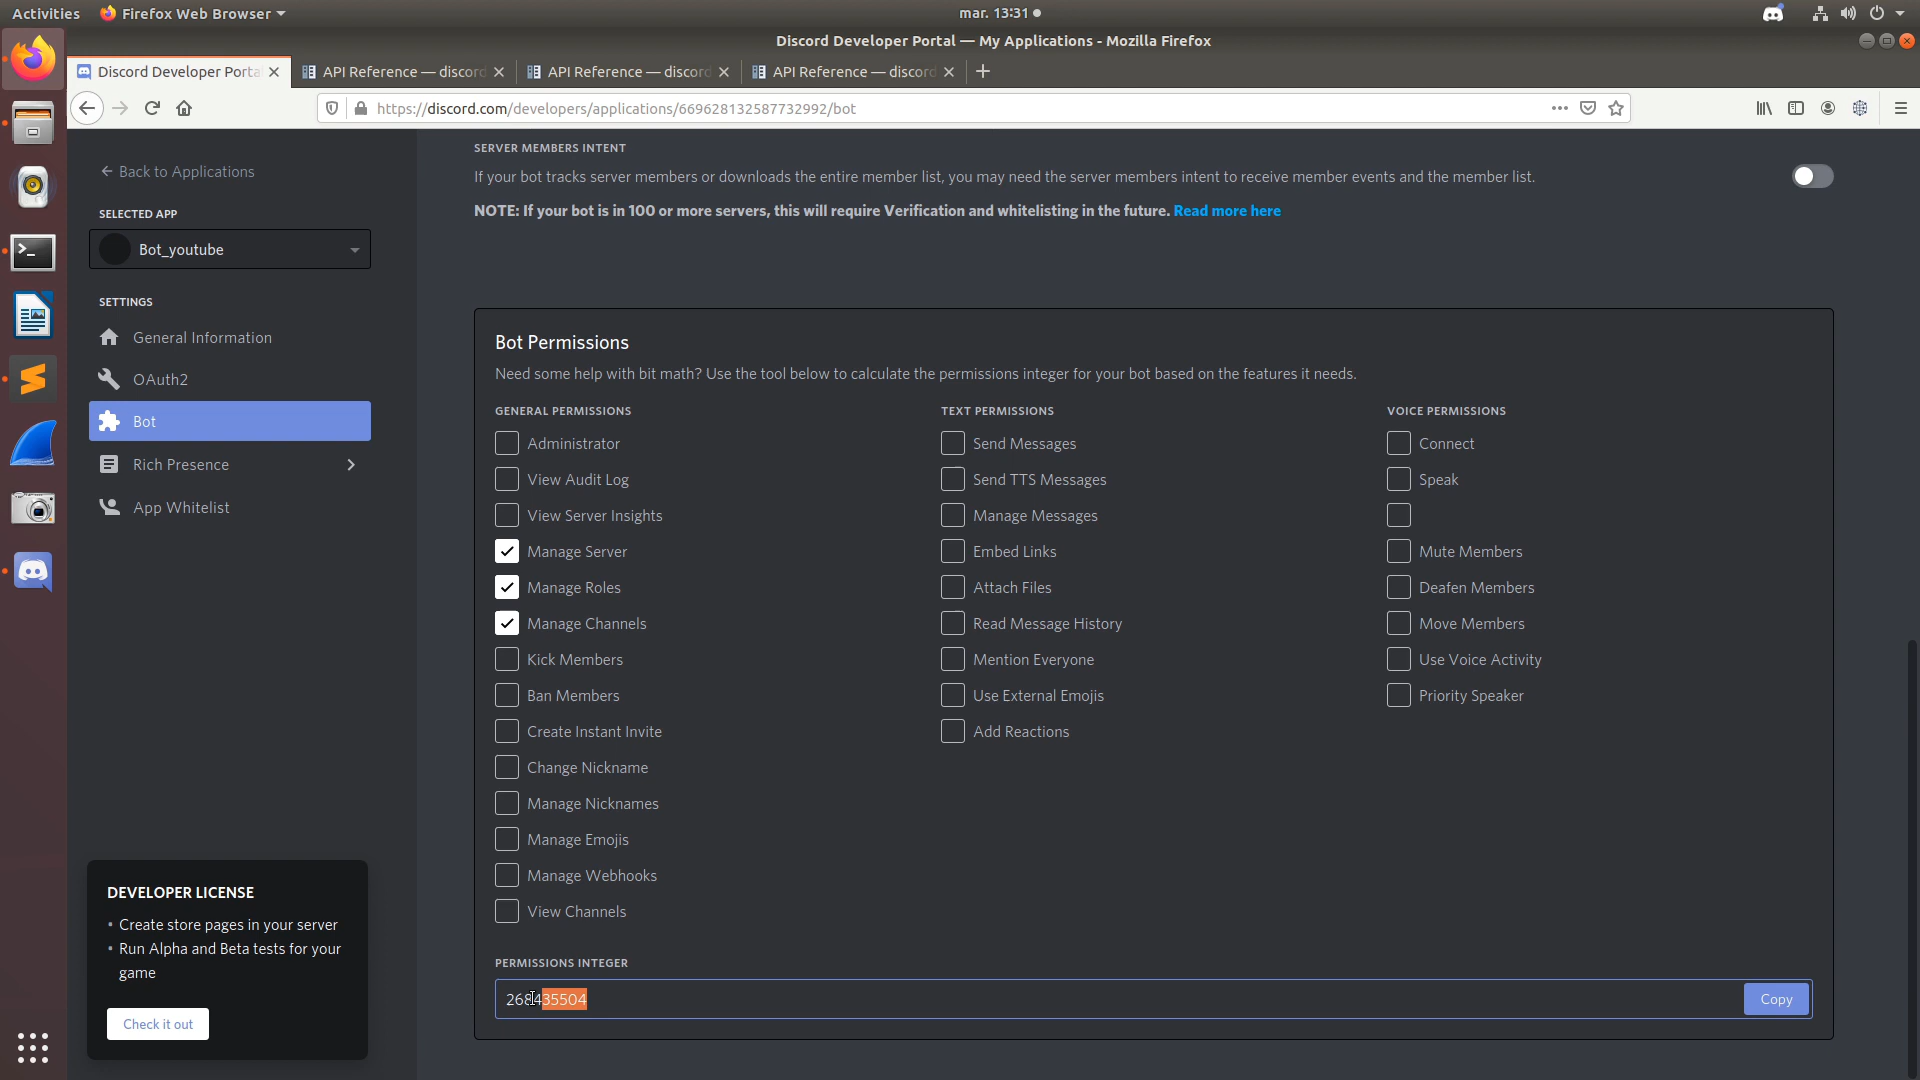 Activities
Firefox Web Browser
mar. 13:31
Discord Developer Portal — My Applications - Mozilla Firefox
Discord Developer Porta
API Reference — discord
API Reference — discord
API Reference — discord
https://discord.com/developers/applications/669628132587732992/bot
Back to Applications
SELECTED APP
Bot_youtube
SETTINGS
General Information
OAuth2
Bot
Rich Presence
App Whitelist
DEVELOPER LICENSE
• Create store pages in your server
• Run Alpha and Beta tests for your
game
Check it out
SERVER MEMBERS INTENT
If your bot tracks server members or downloads the entire member list, you may need the server members intent to receive member events and the member list.
NOTE: If your bot is in 100 or more servers, this will require Verification and whitelisting in the future. Read more here
Bot Permissions
Need some help with bit math? Use the tool below to calculate the permissions integer for your bot based on the features it needs.
GENERAL PERMISSIONS
Administrator
View Audit Log
View Server Insights
Manage Server
Manage Roles
Manage Channels
Kick Members
Ban Members
Create Instant Invite
Change Nickname
Manage Nicknames
Manage Emojis
Manage Webhooks
View Channels
TEXT PERMISSIONS
Send Messages
Send TTS Messages
Manage Messages
Embed Links
Attach Files
Read Message History
Mention Everyone
Use External Emojis
Add Reactions
VOICE PERMISSIONS
Connect
Speak
Mute Members
Deafen Members
Move Members
Use Voice Activity
Priority Speaker
PERMISSIONS INTEGER
268435504
Copy